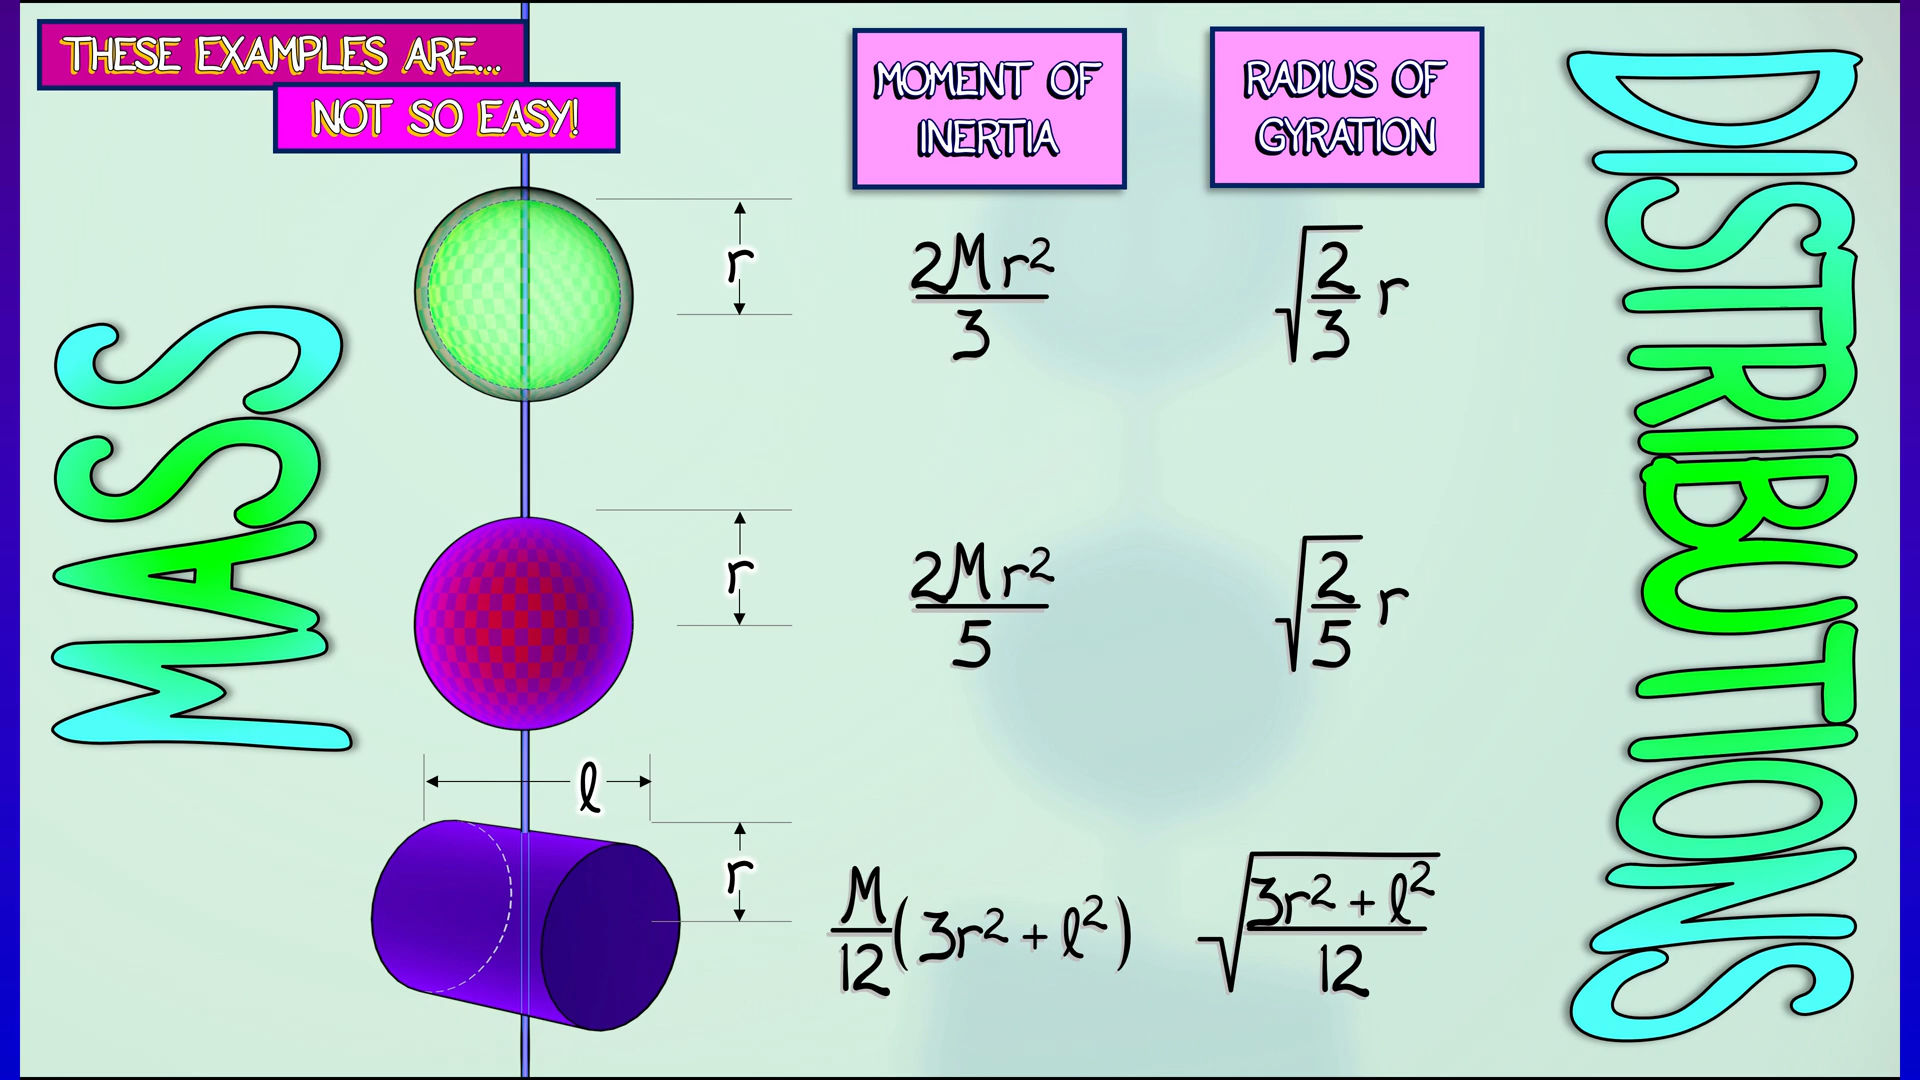 THESE EXAMPLES ARE...
NOT SO EASY!
MOMENT OF
INERTIA
RADIUS OF
GYRATION
MASS
DISTRIBUTIONS
r
2Mr²/3
√(2/3) r
r
2Mr²/5
√(2/5) r
ℓ
r
M/12(3r² + ℓ²)
√((3r² + ℓ²)/12)